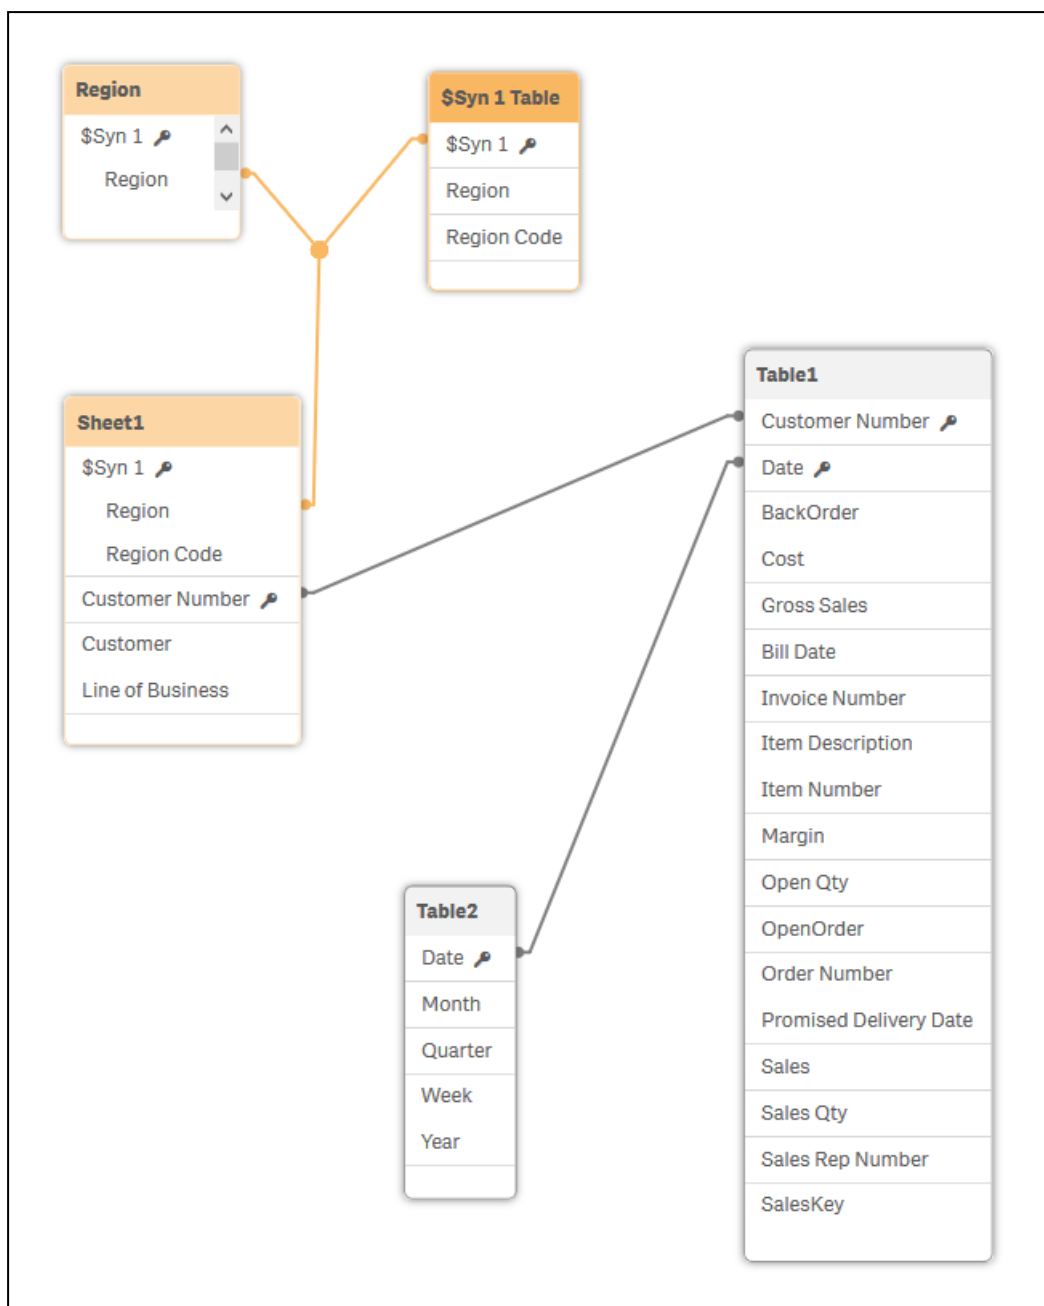 Region
$Syn 1
Region
$Syn 1 Table
$Syn 1
Region
Region Code
Sheet1
$Syn 1
Region
Region Code
Customer Number
Customer
Line of Business
Table1
Customer Number
Date
BackOrder
Cost
Gross Sales
Bill Date
Invoice Number
Item Description
Item Number
Margin
Open Qty
OpenOrder
Order Number
Promised Delivery Date
Sales
Sales Qty
Sales Rep Number
SalesKey
Table2
Date
Month
Quarter
Week
Year